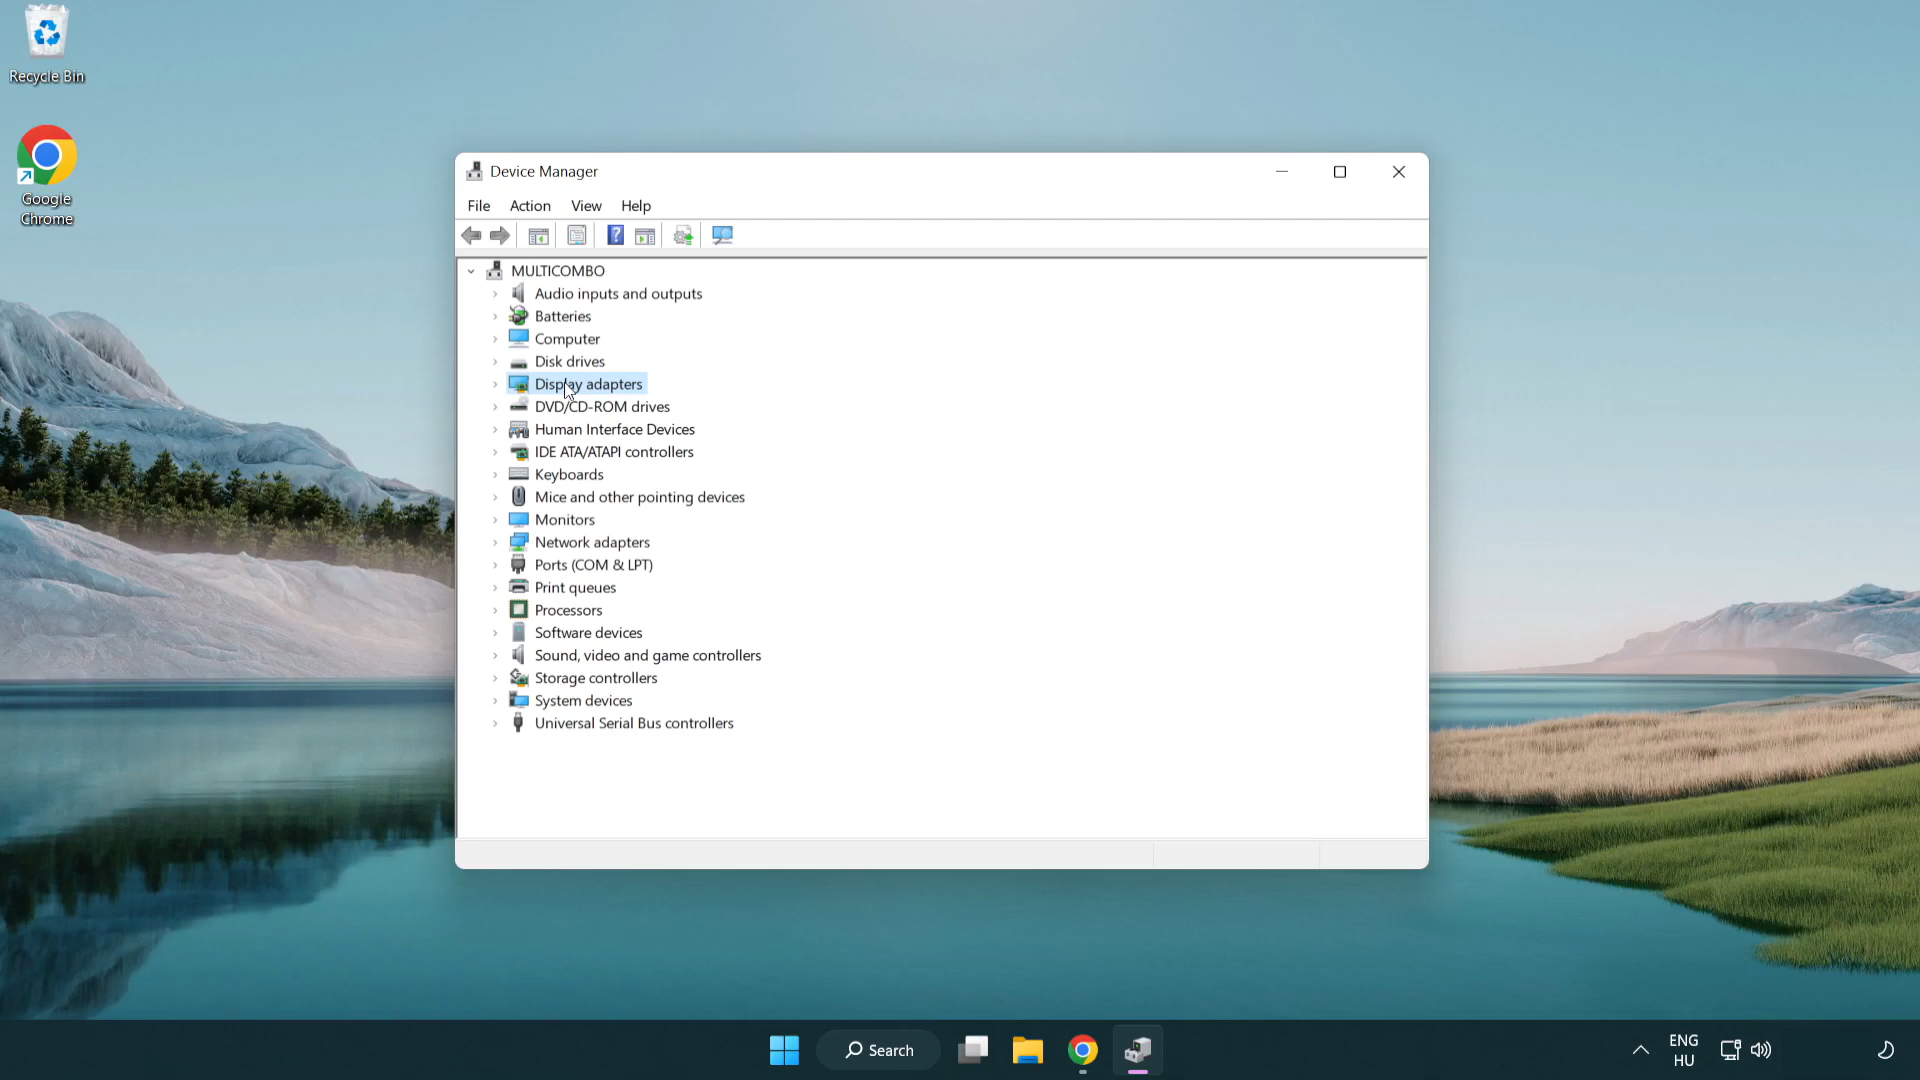 Recycle Bin
Google
Chrome
Device Manager
File Action View Help
MULTICOMBO
Audio inputs and outputs
Batteries
Computer
Disk drives
Display adapters
DVD/CD-ROM drives
Human Interface Devices
IDE ATA/ATAPI controllers
Keyboards
Mice and other pointing devices
Monitors
Network adapters
Ports (COM & LPT)
Print queues
Processors
Software devices
Sound, video and game controllers
Storage controllers
System devices
Universal Serial Bus controllers
Search
ENG
HU